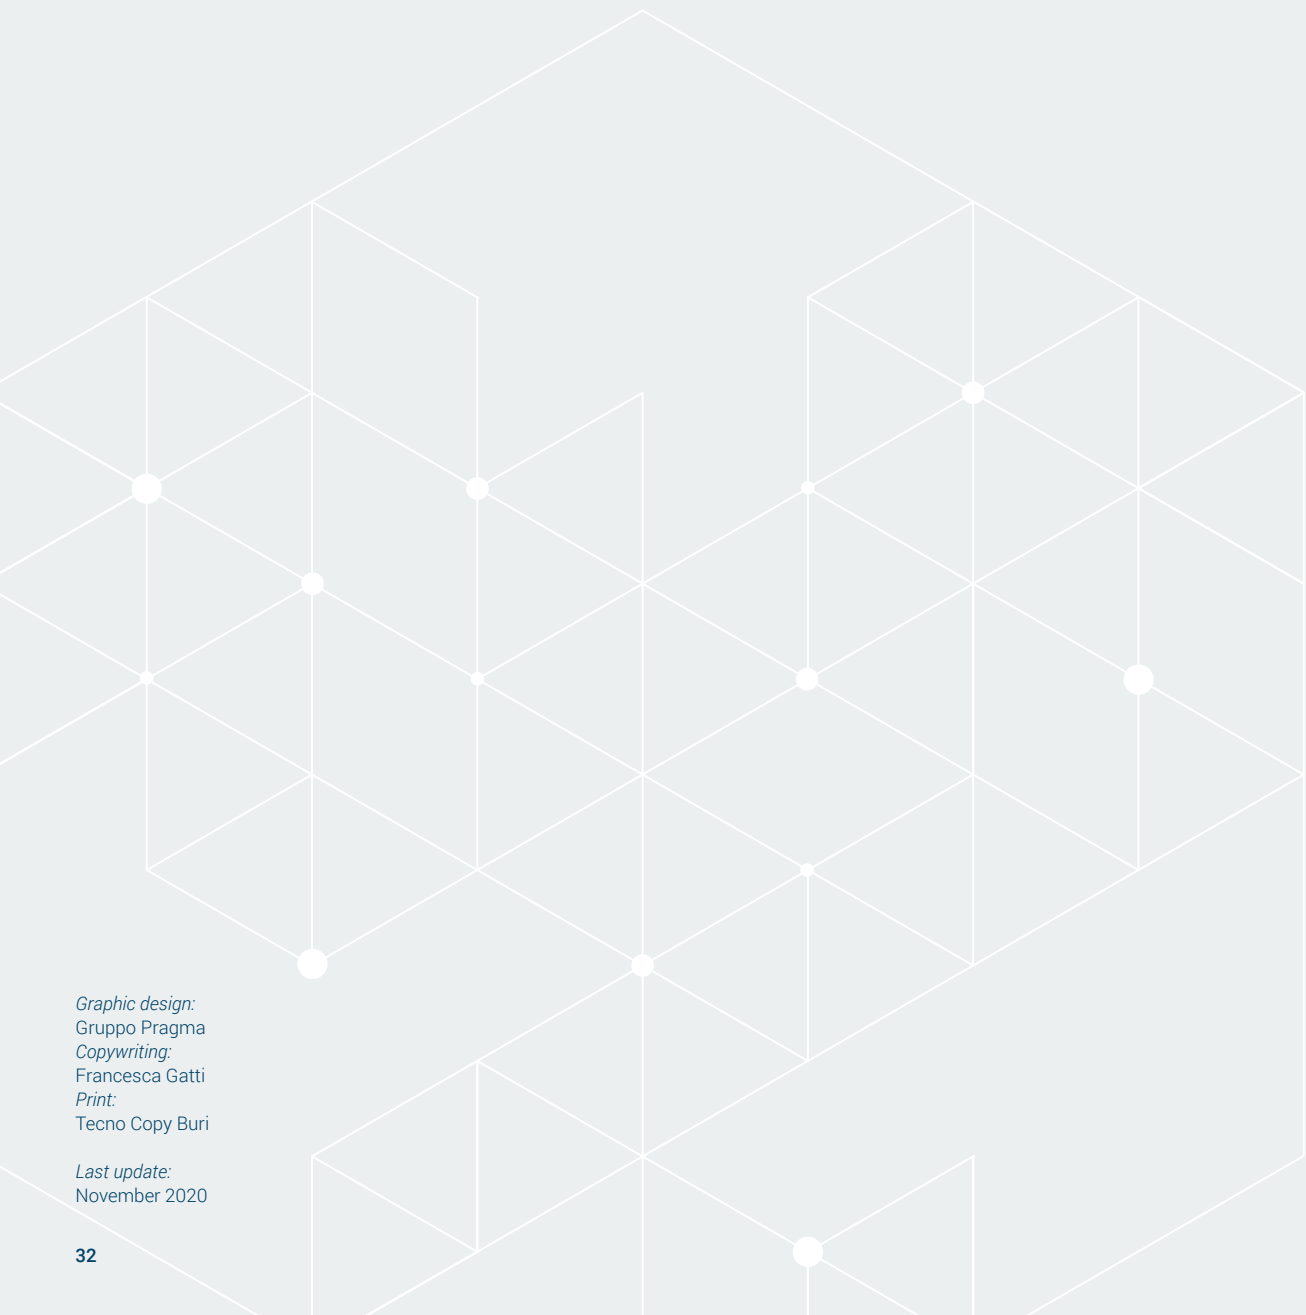 Graphic design:
Gruppo Pragma
Copywriting:
Francesca Gatti
Print:
Tecno Copy Buri
Last update:
November 2020
32